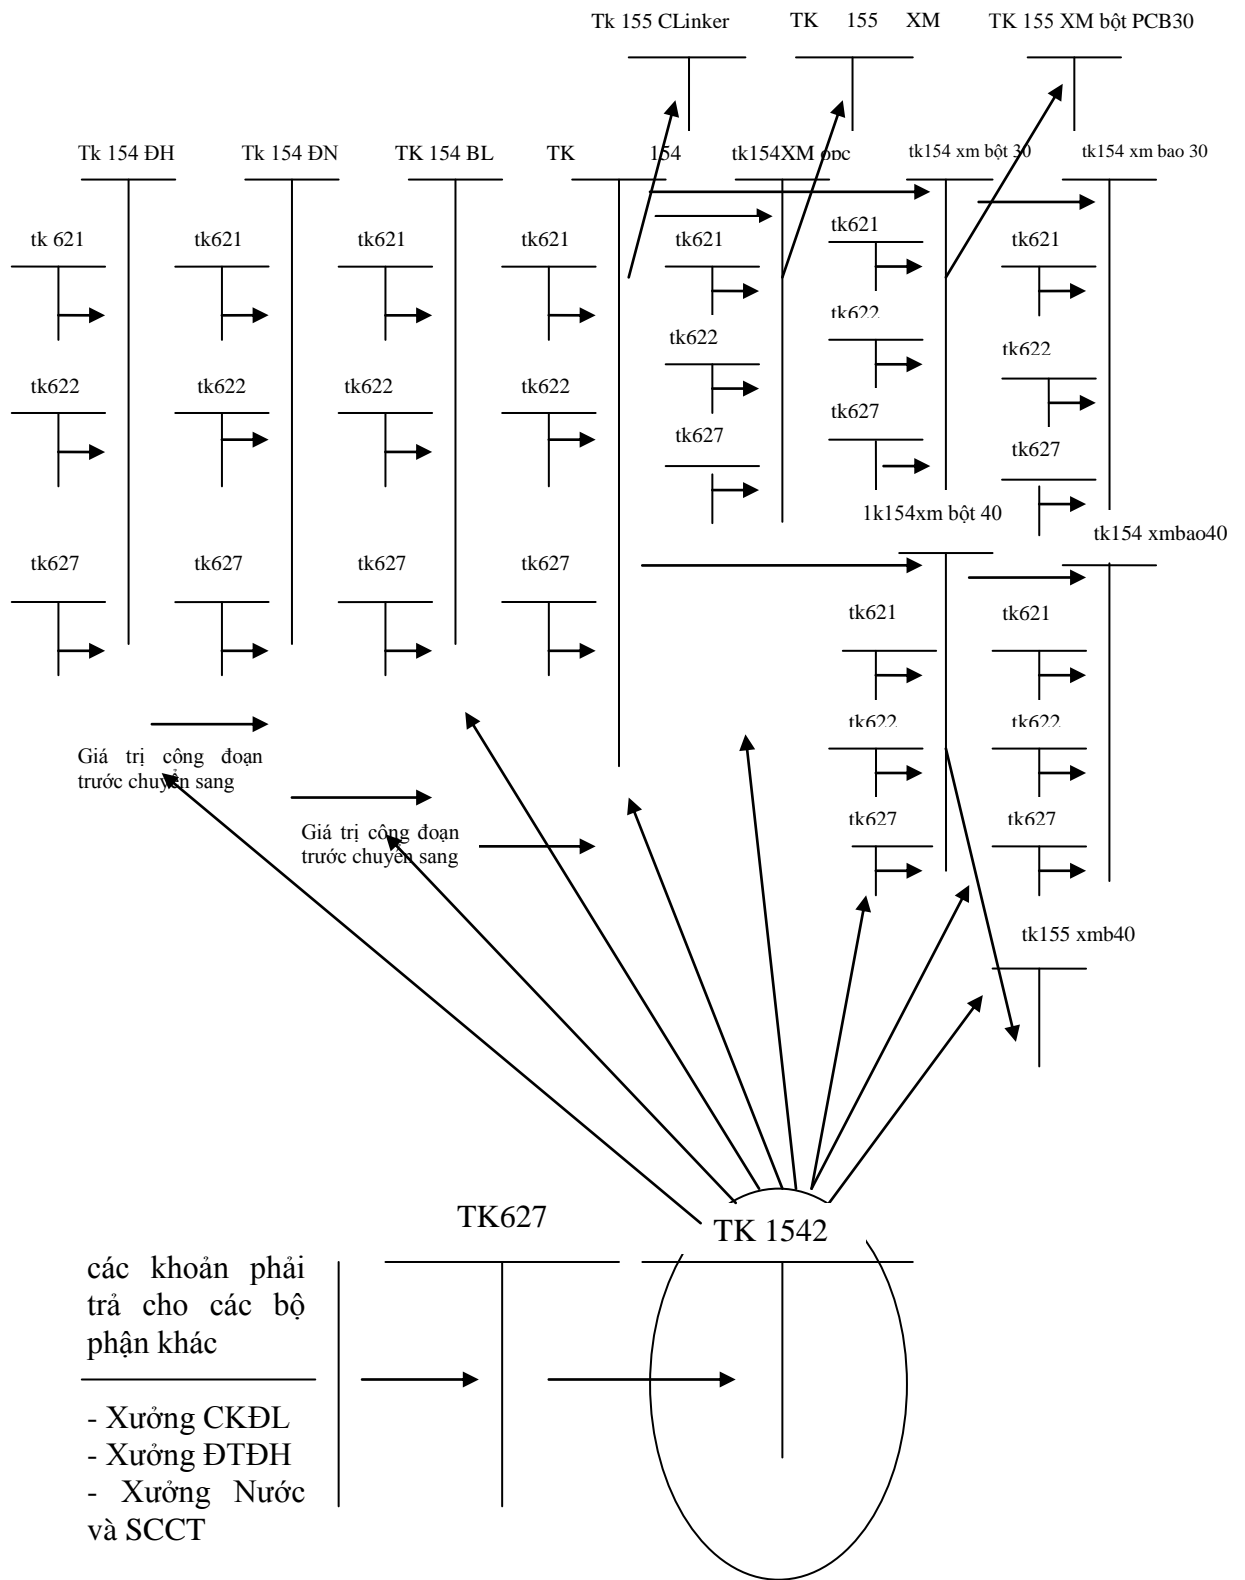 Tk 155 CLinker
TK 155 XM
TK 155 XM bột PCB30
Tk 154 ĐH
Tk 154 ĐN
TK 154 BL
TK 154
tk154XM opc
tk154 xm bột 30
tk154 xm bao 30
tk 621
tk621
tk621
tk621
tk621
tk621
tk621
tk622
tk622
tk622
tk622
tk622
tk622
tk622
tk627
tk627
tk627
1k154xm bột 40
tk154 xmbao40
tk627
tk627
tk627
tk627
tk621
tk621
tk622
tk622
Giá trị công đoạn
trước chuyển sang
Giá trị công đoạn
trước chuyển sang
tk627
tk627
tk155 xmb40
TK627
TK 1542
các khoản phải
trả cho các bộ
phận khác
- Xưởng CKĐL
- Xưởng ĐTĐH
- Xưởng Nước
và SCCT